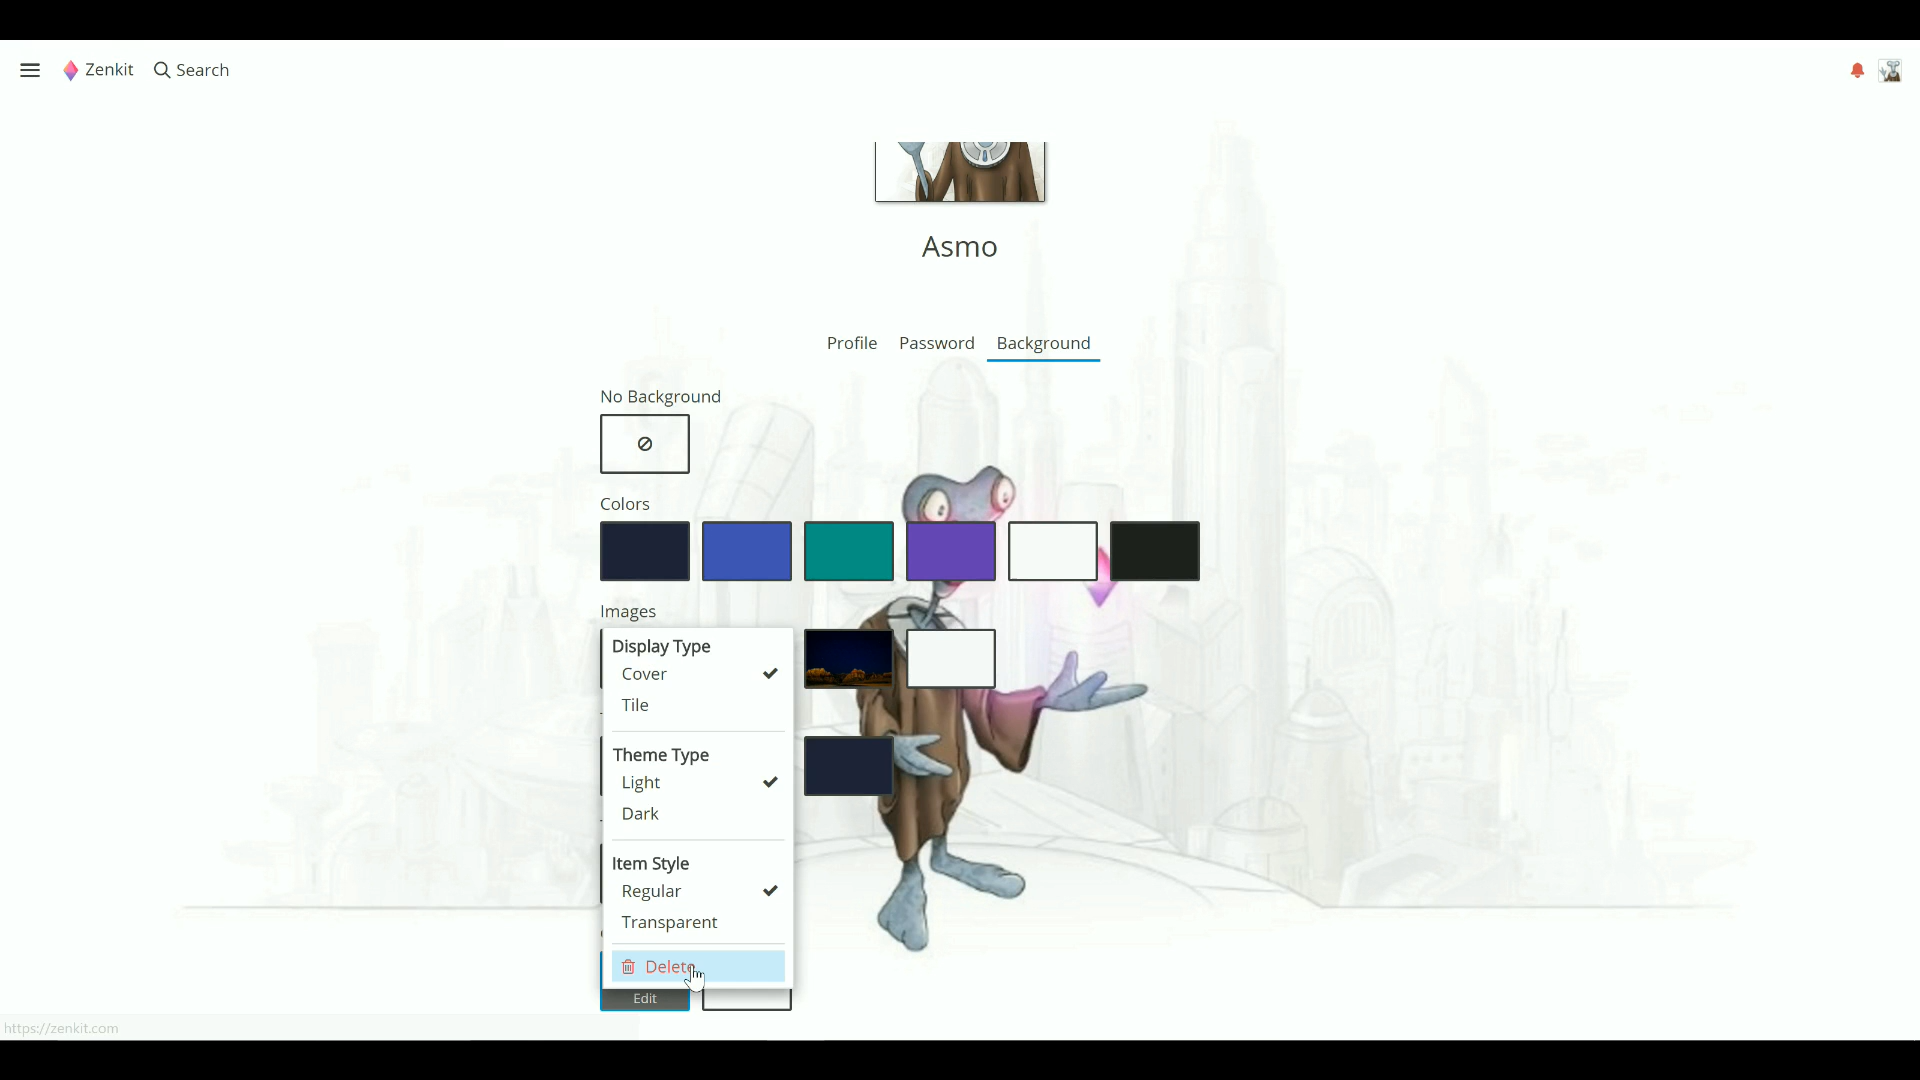 Zenkit Search
Asmo
Profile Password Background
No Background
Colors
Images
Display Type
Cover
Tile
Theme Type
Light
Dark
Item Style
Regular
Transparent
Delete
Edit
https://zenkit.com